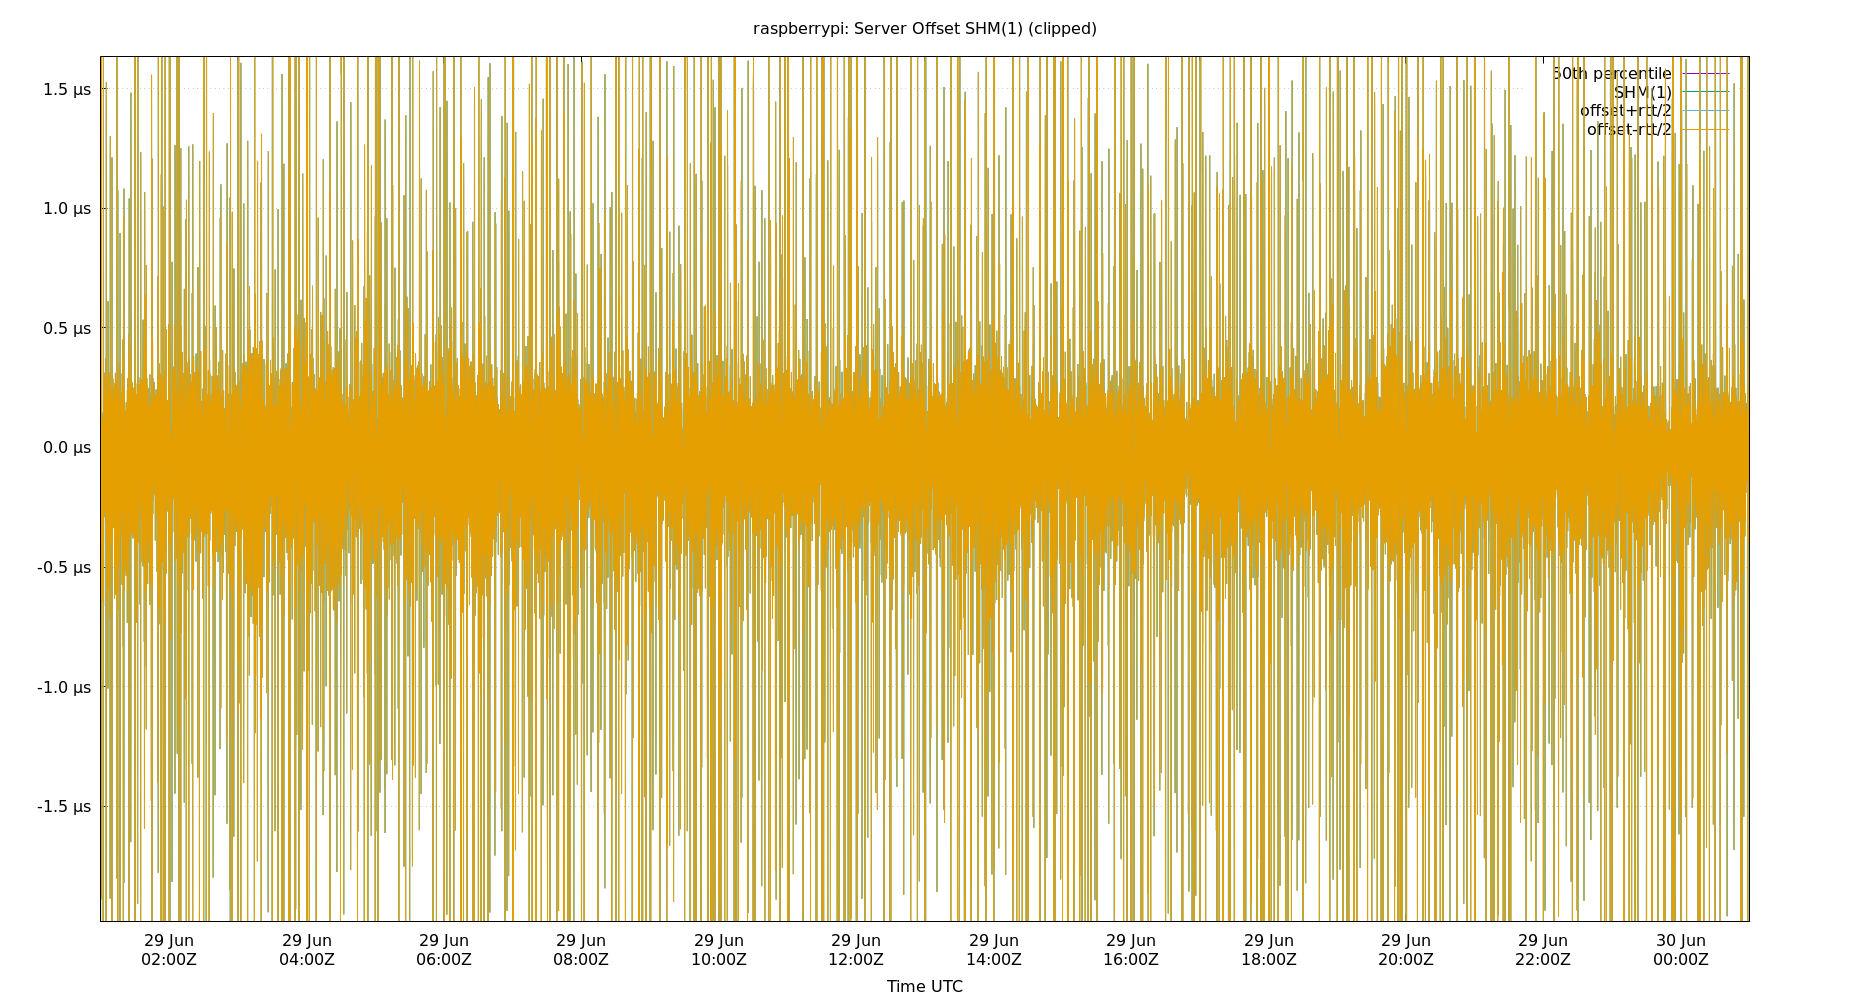 raspberrypi: Server Offset SHM(1) (clipped)
50th percentile
SHM(1)
offset+rtt/2
offset-rtt/2
1.5 µs
1.0 µs
0.5 µs
0.0 µs
-0.5 µs
-1.0 µs
-1.5 µs
29 Jun 29 Jun 29 Jun 29 Jun 29 Jun 29 Jun 29 Jun 29 Jun 29 Jun 29 Jun 29 Jun 30 Jun
02:00Z 04:00Z 06:00Z 08:00Z 10:00Z 12:00Z 14:00Z 16:00Z 18:00Z 20:00Z 22:00Z 00:00Z
Time UTC